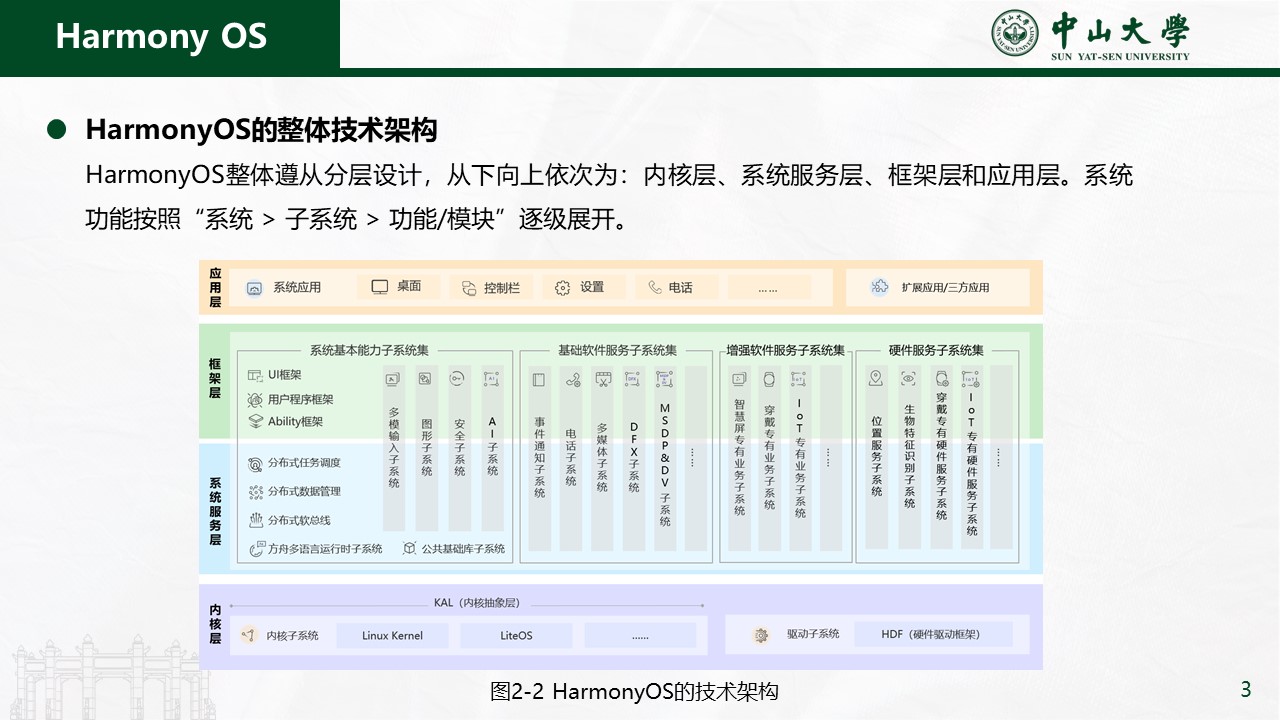 Harmony OS
中山大學
SUN YAT-SEN UNIVERSITY
HarmonyOS的整体技术架构
HarmonyOS整体遵从分层设计，从下向上依次为：内核层、系统服务层、框架层和应用层。系统
功能按照“系统 > 子系统 > 功能/模块”逐级展开。
应用层
系统应用
桌面
控制栏
设置
电话
……
扩展应用/三方应用
框架层
系统服务层
系统基本能力子系统集
UI框架
用户程序框架
Ability框架
分布式任务调度
分布式数据管理
分布式软总线
方舟多语言运行时子系统
公共基础库子系统
多模输入子系统
图形子系统
安全子系统
AI子系统
基础软件服务子系统集
事件通知子系统
电话子系统
多媒体子系统
DFX子系统
MSDP&DV子系统
……
增强软件服务子系统集
智慧屏专有业务子系统
穿戴专有业务子系统
IoT专有业务子系统
……
硬件服务子系统集
位置服务子系统
生物特征识别子系统
穿戴专有硬件服务子系统
IoT专有硬件服务子系统
……
内核层
KAL（内核抽象层）
内核子系统
Linux Kernel
LiteOS
……
驱动子系统
HDF（硬件驱动框架）
图2-2 HarmonyOS的技术架构
3